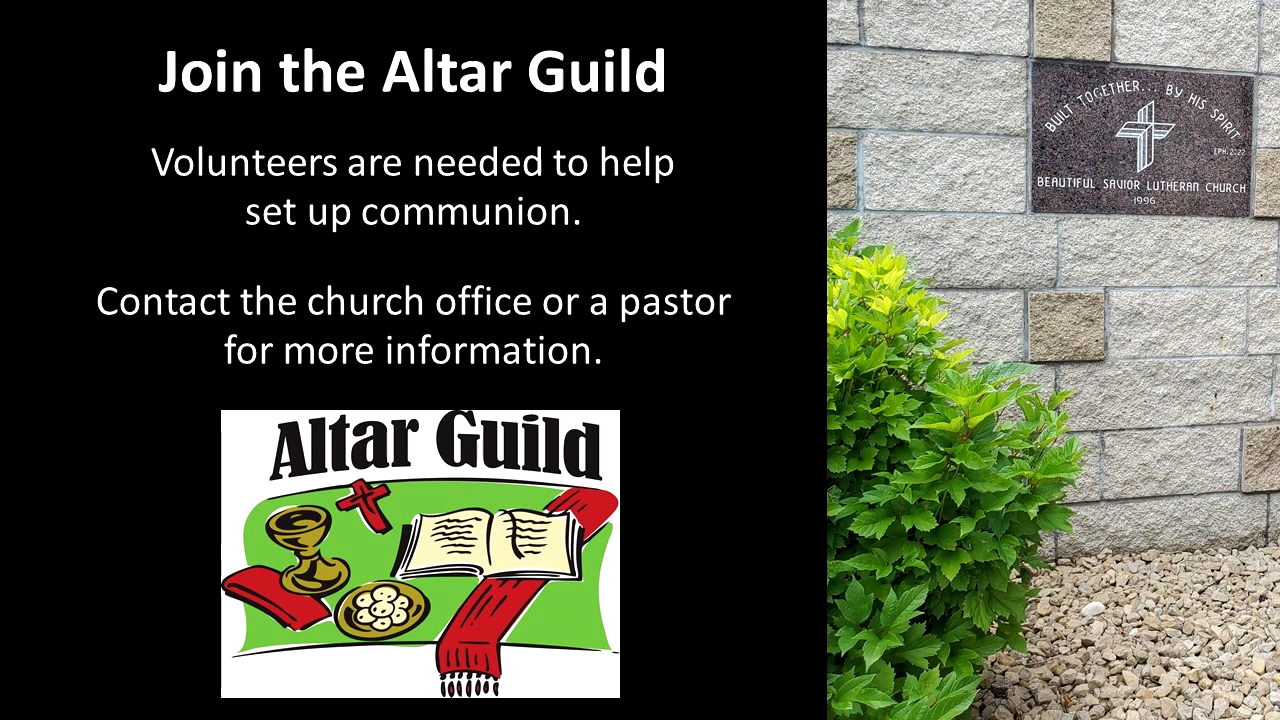 Join the Altar Guild
Volunteers are needed to help
set up communion.
Contact the church office or a pastor
for more information.
Altar Guild
BUILT TOGETHER... BY HIS SPIRIT
EPH. 2:22
BEAUTIFUL SAVIOR LUTHERAN CHURCH
1996